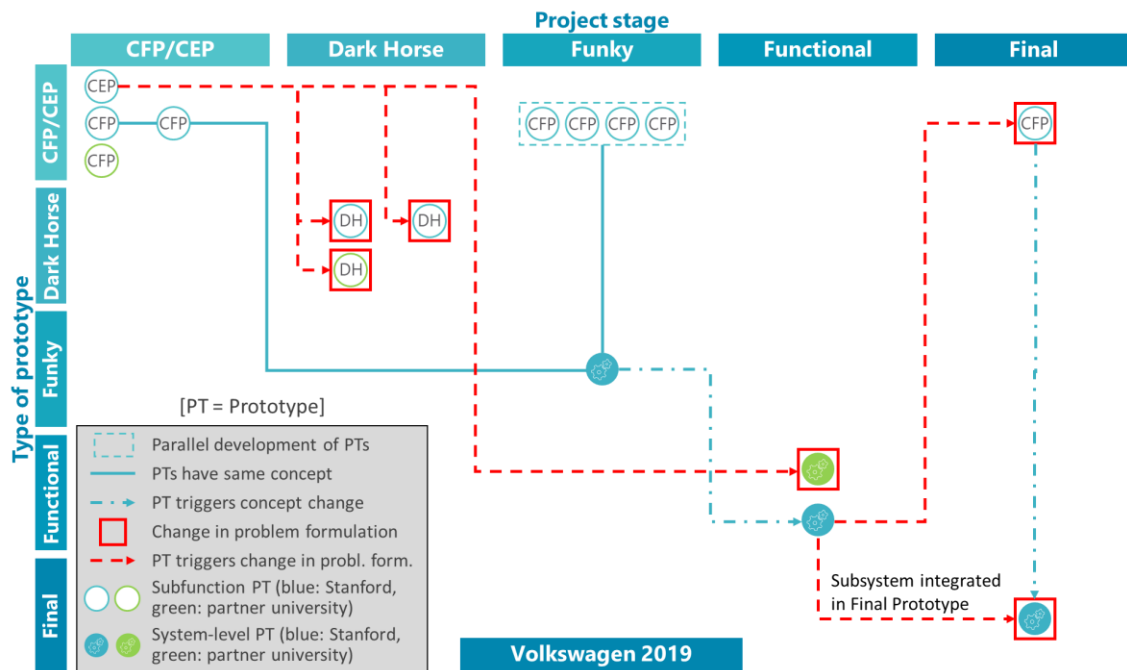 Project stage
CFP/CEP
Dark Horse
Funky
Functional
Final
Type of prototype
CFP/CEP
Dark Horse
Funky
Functional
Final
CEP
CFP
CFP
CFP
CFP
CFP
CFP
CFP
CFP
DH
DH
DH
[PT = Prototype]
Parallel development of PTs
PTs have same concept
PT triggers concept change
Change in problem formulation
PT triggers change in probl. form.
Subfunction PT (blue: Stanford,
green: partner university)
System-level PT (blue: Stanford,
green: partner university)
Subsystem integrated
in Final Prototype
Volkswagen 2019